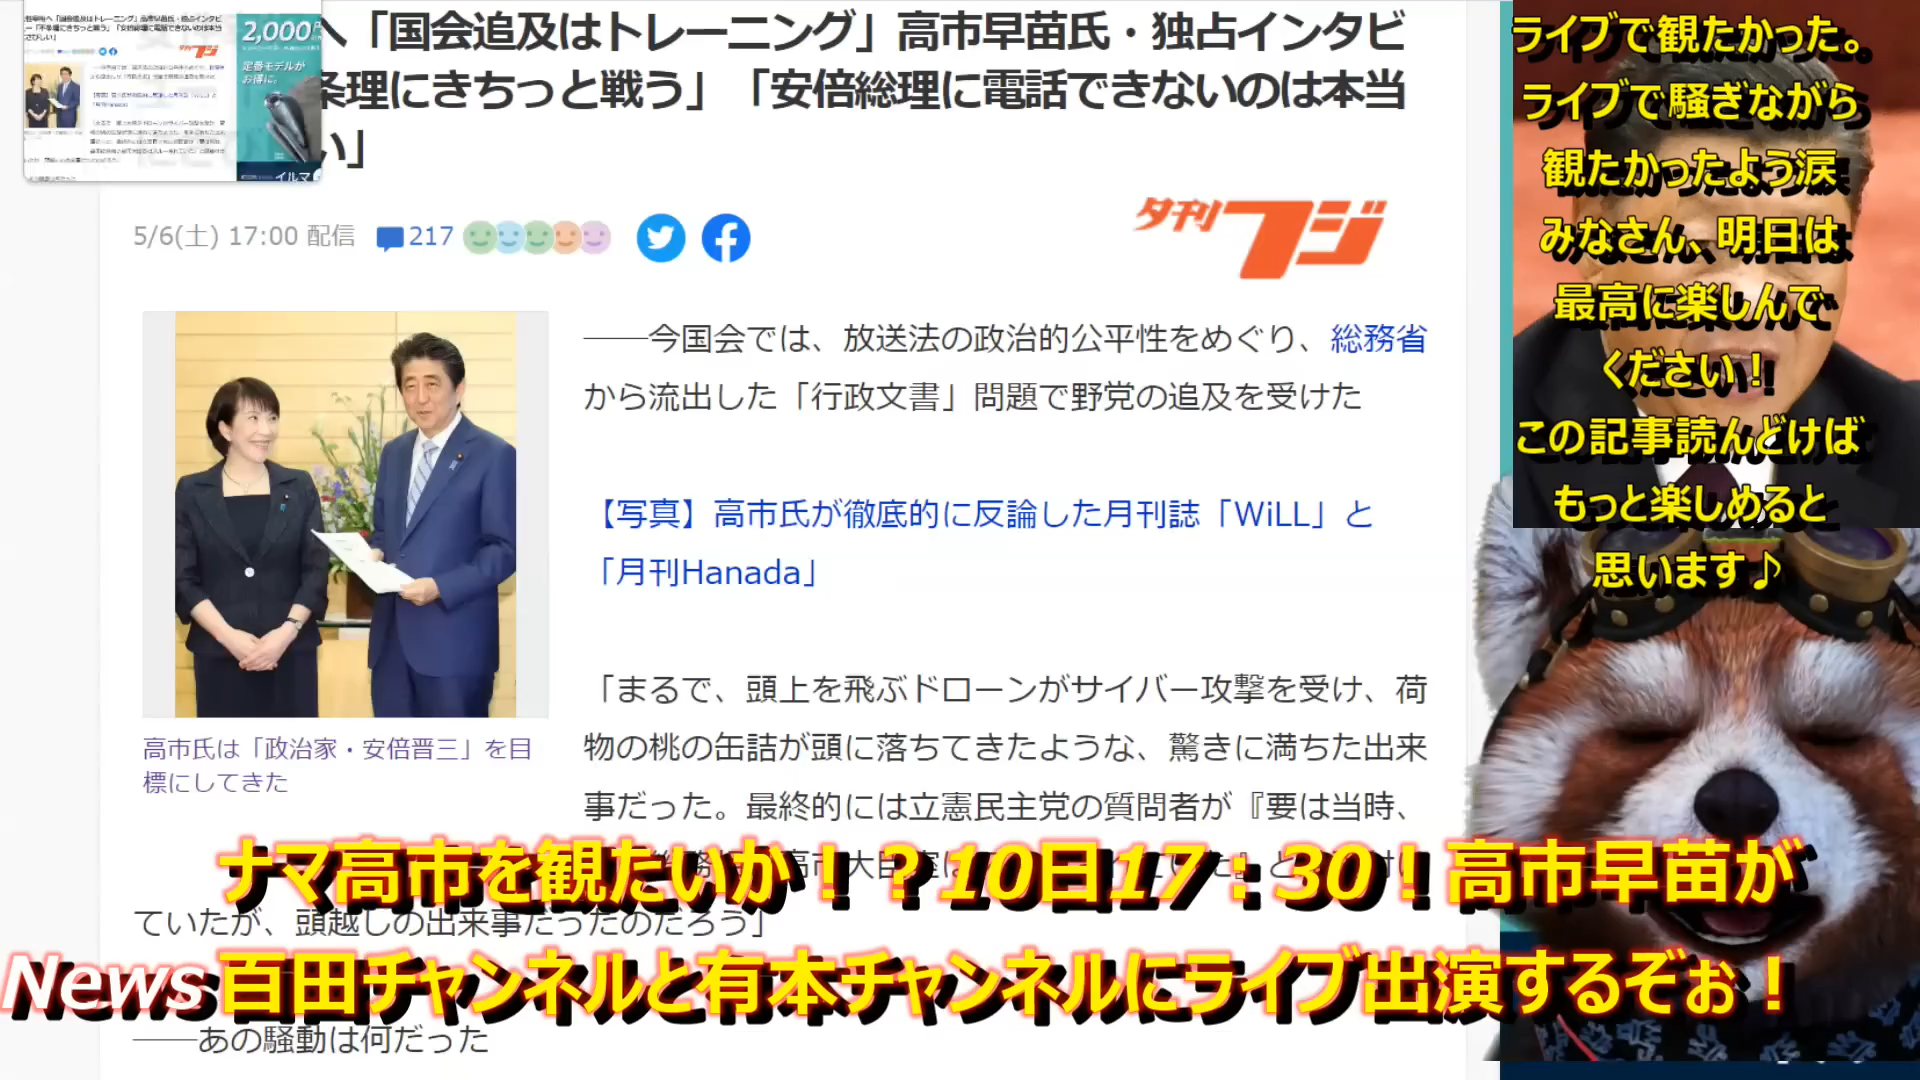 へ「国会追及はトレーニング」高市早苗氏・独占インタビ
条理にきちっと戦う」「安倍総理に電話できないのは本当
い」
2,000円
定番モデルが
お得に。
イルマ
5/6(土) 17:00 配信
217
夕刊フジ
――今国会では、放送法の政治的公平性をめぐり、総務省
から流出した「行政文書」問題で野党の追及を受けた
【写真】高市氏が徹底的に反論した月刊誌「WiLL」と
「月刊Hanada」
「まるで、頭上を飛ぶドローンがサイバー攻撃を受け、荷
物の桃の缶詰が頭に落ちてきたような、驚きに満ちた出来
事だった。最終的には立憲民主党の質問者が『要は当時、
ていたが、頭越しの出来事だったのだろう」
――あの騒動は何だった
高市氏は「政治家・安倍晋三」を目
標にしてきた
ライブで観たかった。
ライブで騒ぎながら
観たかったよう涙
みなさん、明日は
最高に楽しんで
ください！
この記事読んどけば
もっと楽しめると
思います♪
ナマ高市を観たいか！？10日17：30！高市早苗が
News 百田チャンネルと有本チャンネルにライブ出演するぞぉ！